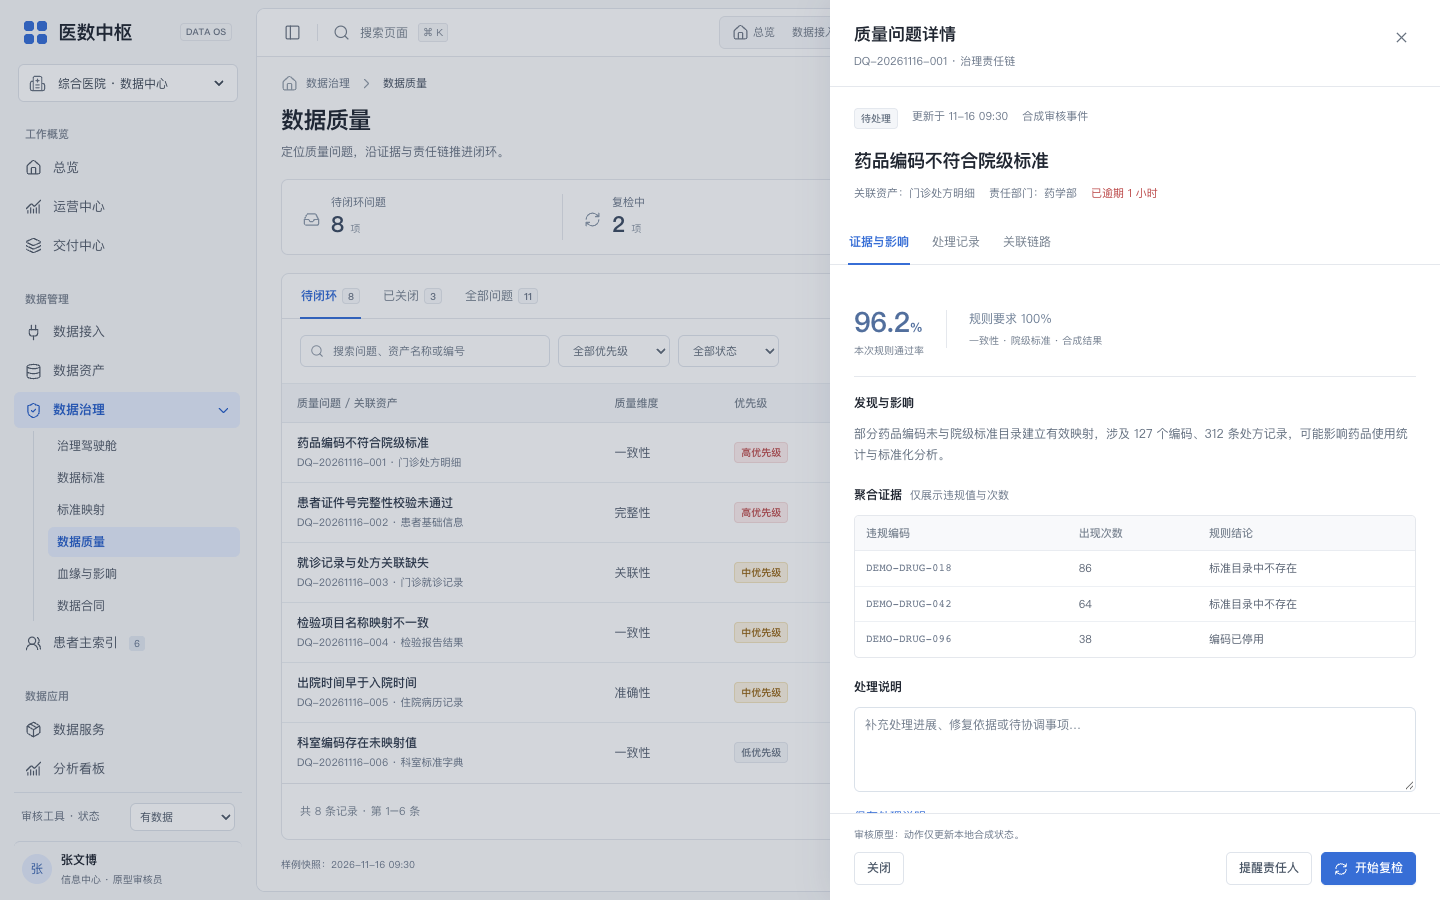 医数中枢
DATA OS
综合医院 · 数据中心
工作概览
总览
运营中心
交付中心
数据管理
数据接入
数据资产
数据治理
治理驾驶舱
数据标准
标准映射
数据质量
血缘与影响
数据合同
患者主索引 6
数据应用
数据服务
分析看板
审核工具 · 状态
有数据
张
张文博
信息中心 · 原型审核员
搜索页面
⌘ K
总览
数据接入
数据治理
数据质量
数据质量
定位质量问题，沿证据与责任链推进闭环。
待闭环问题
8 项
复检中
2 项
待闭环 8
已关闭 3
全部问题 11
搜索问题、资产名称或编号
全部优先级
全部状态
质量问题 / 关联资产
质量维度
优先级
药品编码不符合院级标准
DQ-20261116-001 · 门诊处方明细
一致性
高优先级
患者证件号完整性校验未通过
DQ-20261116-002 · 患者基础信息
完整性
高优先级
就诊记录与处方关联缺失
DQ-20261116-003 · 门诊就诊记录
关联性
中优先级
检验项目名称映射不一致
DQ-20261116-004 · 检验报告结果
一致性
中优先级
出院时间早于入院时间
DQ-20261116-005 · 住院病历记录
准确性
中优先级
科室编码存在未映射值
DQ-20261116-006 · 科室标准字典
一致性
低优先级
共 8 条记录 · 第 1–6 条
样例快照：2026-11-16 09:30
质量问题详情
DQ-20261116-001 · 治理责任链
待处理
更新于 11-16 09:30
合成审核事件
药品编码不符合院级标准
关联资产：门诊处方明细
责任部门：药学部
已逾期 1 小时
证据与影响
处理记录
关联链路
96.2%
本次规则通过率
规则要求 100%
一致性 · 院级标准 · 合成结果
发现与影响
部分药品编码未与院级标准目录建立有效映射，涉及 127 个编码、312 条处方记录，可能影响药品使用统
计与标准化分析。
聚合证据 仅展示违规值与次数
违规编码
出现次数
规则结论
DEMO-DRUG-018
86
标准目录中不存在
DEMO-DRUG-042
64
标准目录中不存在
DEMO-DRUG-096
38
编码已停用
处理说明
补充处理进展、修复依据或待协调事项...
审核原型：动作仅更新本地合成状态。
关闭
提醒责任人
开始复检